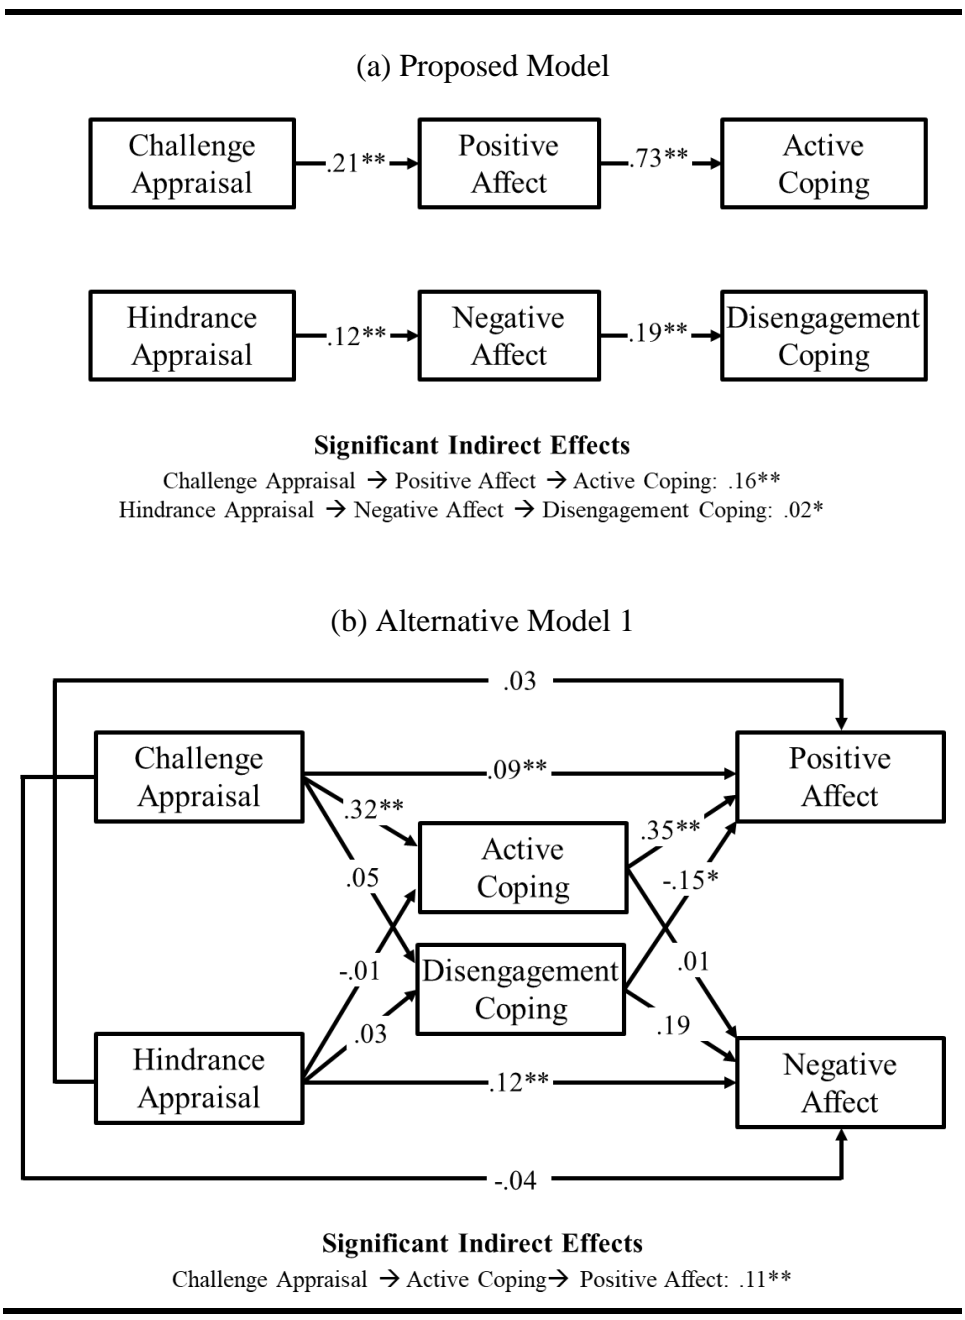 (a) Proposed Model
Challenge
Appraisal
.21**
Positive
Affect
.73**
Active
Coping
Hindrance
Appraisal
.12**
Negative
Affect
.19**
Disengagement
Coping
Significant Indirect Effects
Challenge Appraisal → Positive Affect → Active Coping: .16**
Hindrance Appraisal → Negative Affect → Disengagement Coping: .02*
(b) Alternative Model 1
.03
Challenge
Appraisal
.09**
Positive
Affect
.32**
.35**
Active
Coping
.05
-.15*
-.01
Disengagement
Coping
.01
.03
.19
Hindrance
Appraisal
.12**
Negative
Affect
-.04
Significant Indirect Effects
Challenge Appraisal → Active Coping→ Positive Affect: .11**